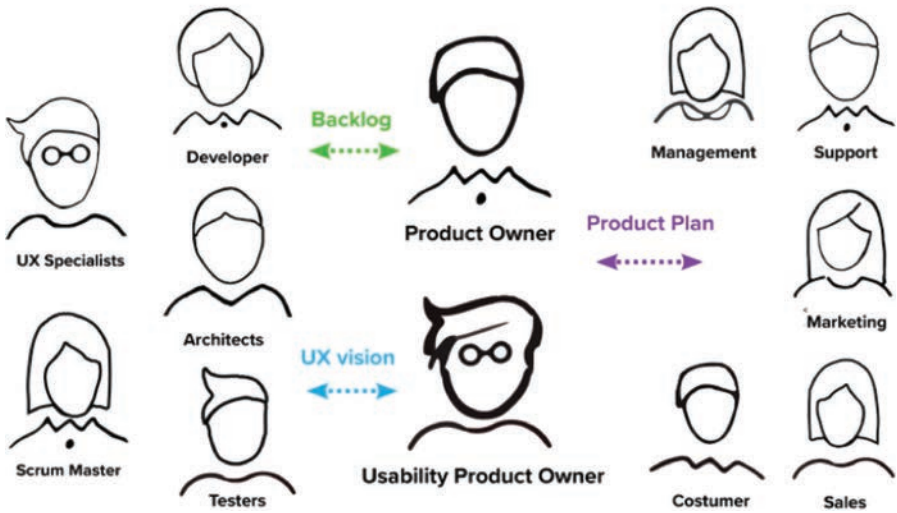 Developer
Backlog
Management
Support
Product Owner
UX Specialists
Product Plan
Architects
Marketing
UX vision
Scrum Master
Testers
Usability Product Owner
Costumer
Sales